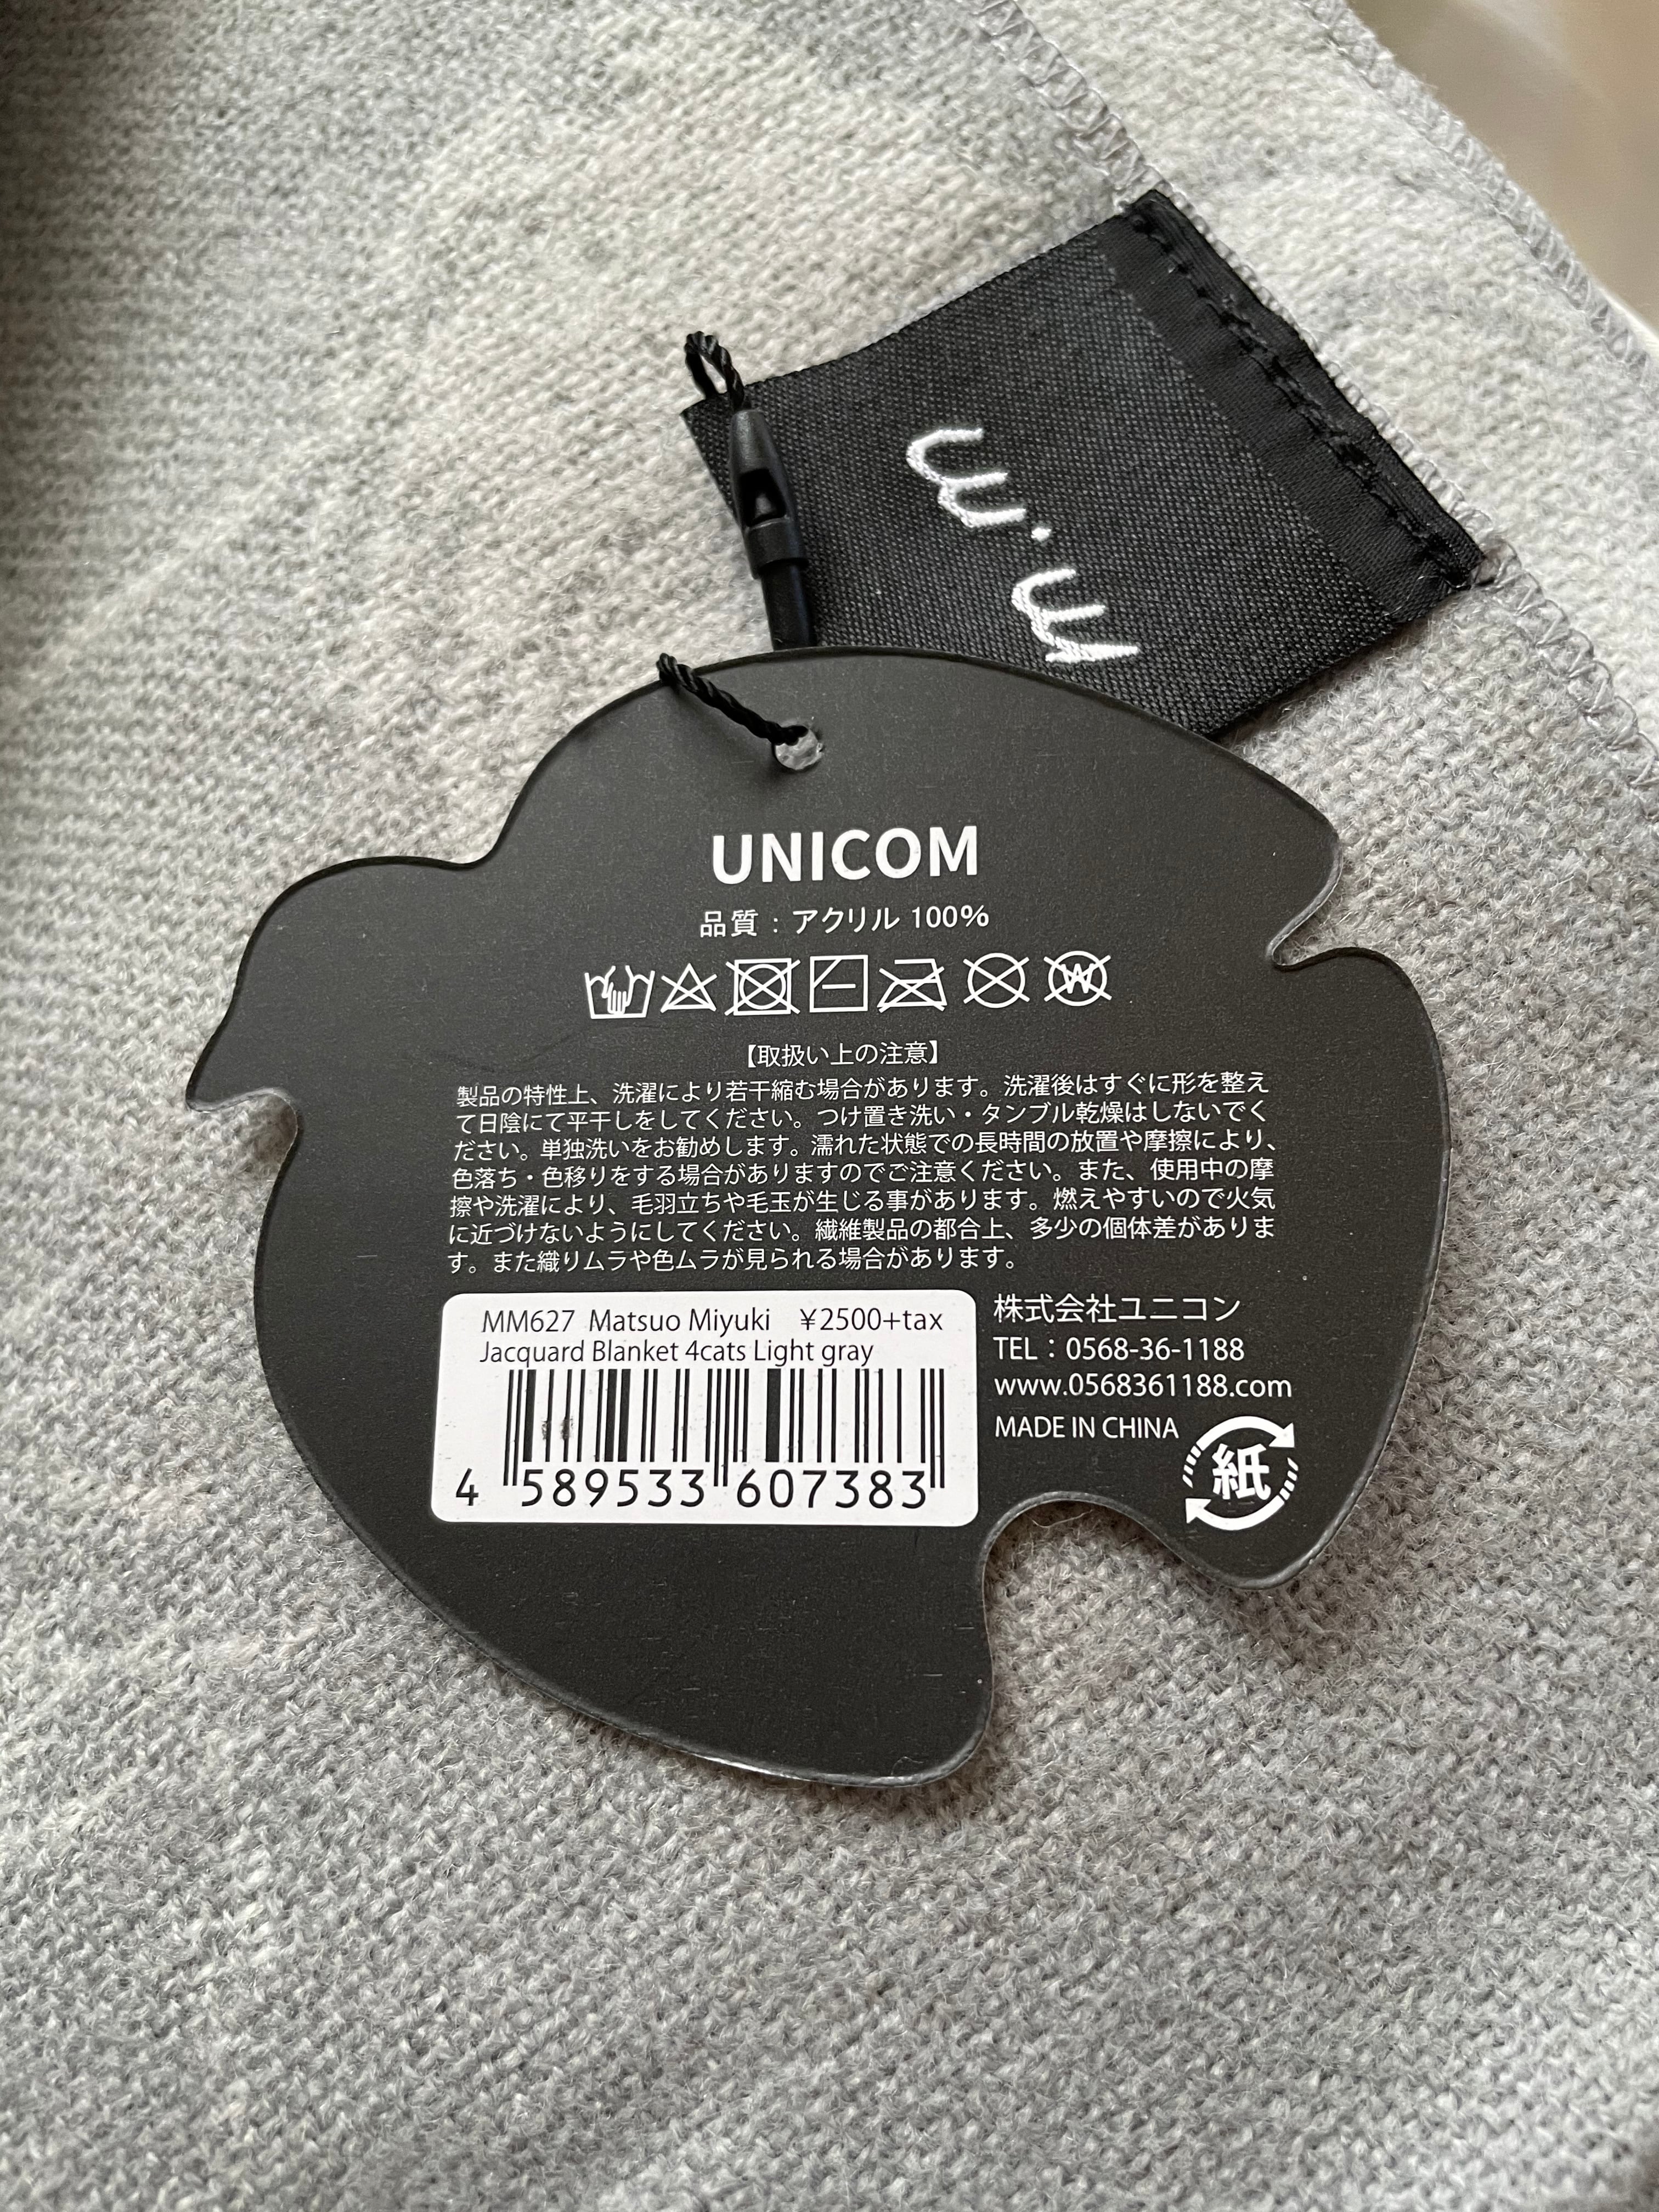 m.m
UNICOM
品質：アクリル 100%
【取扱い上の注意】
製品の特性上、洗濯により若干縮む場合があります。洗濯後はすぐに形を整え
て日陰にて平干しをしてください。つけ置き洗い・タンブル乾燥はしないでく
ださい。単独洗いをお勧めします。濡れた状態での長時間の放置や摩擦により、
色落ち・色移りをする場合がありますのでご注意ください。また、使用中の摩
擦や洗濯により、毛羽立ちや毛玉が生じる事があります。燃えやすいので火気
に近づけないようにしてください。繊維製品の都合上、多少の個体差がありま
す。また織りムラや色ムラが見られる場合があります。
MM627 Matsuo Miyuki ¥2500+tax
Jacquard Blanket 4cats Light gray
4 589533 607383
株式会社ユニコン
TEL：0568-36-1188
www.0568361188.com
MADE IN CHINA
紙